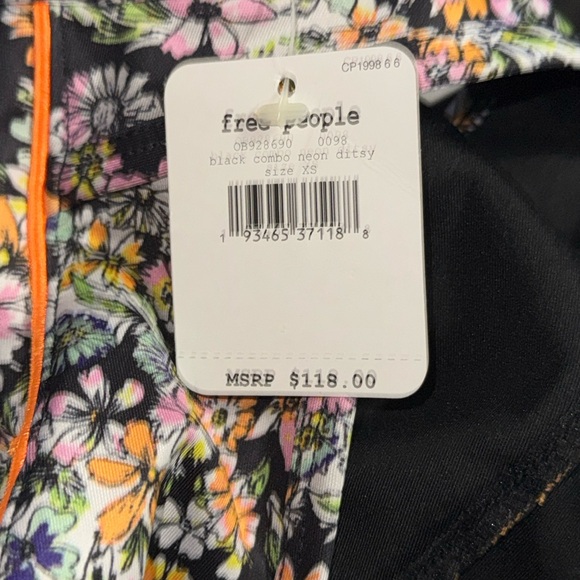 CP1998 6 6
free people
OB928690 0098
black combo neon ditsy
size XS
1 93465 37118 8
MSRP $118.00